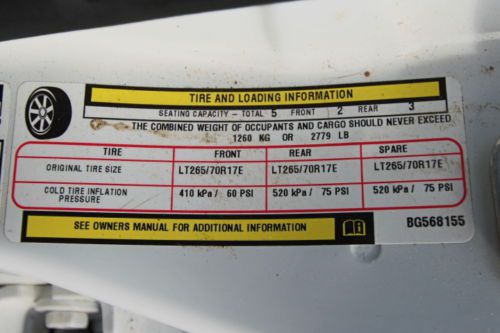 TIRE AND LOADING INFORMATION
SEATING CAPACITY - TOTAL 5 FRONT 2 REAR 3
THE COMBINED WEIGHT OF OCCUPANTS AND CARGO SHOULD NEVER EXCEED
1260 KG OR 2779 LB
TIRE FRONT REAR SPARE
ORIGINAL TIRE SIZE LT265/70R17E LT265/70R17E LT265/70R17E
COLD TIRE INFLATION PRESSURE 410 kPa / 60 PSI 520 kPa / 75 PSI 520 kPa / 75 PSI
SEE OWNERS MANUAL FOR ADDITIONAL INFORMATION
BG568155